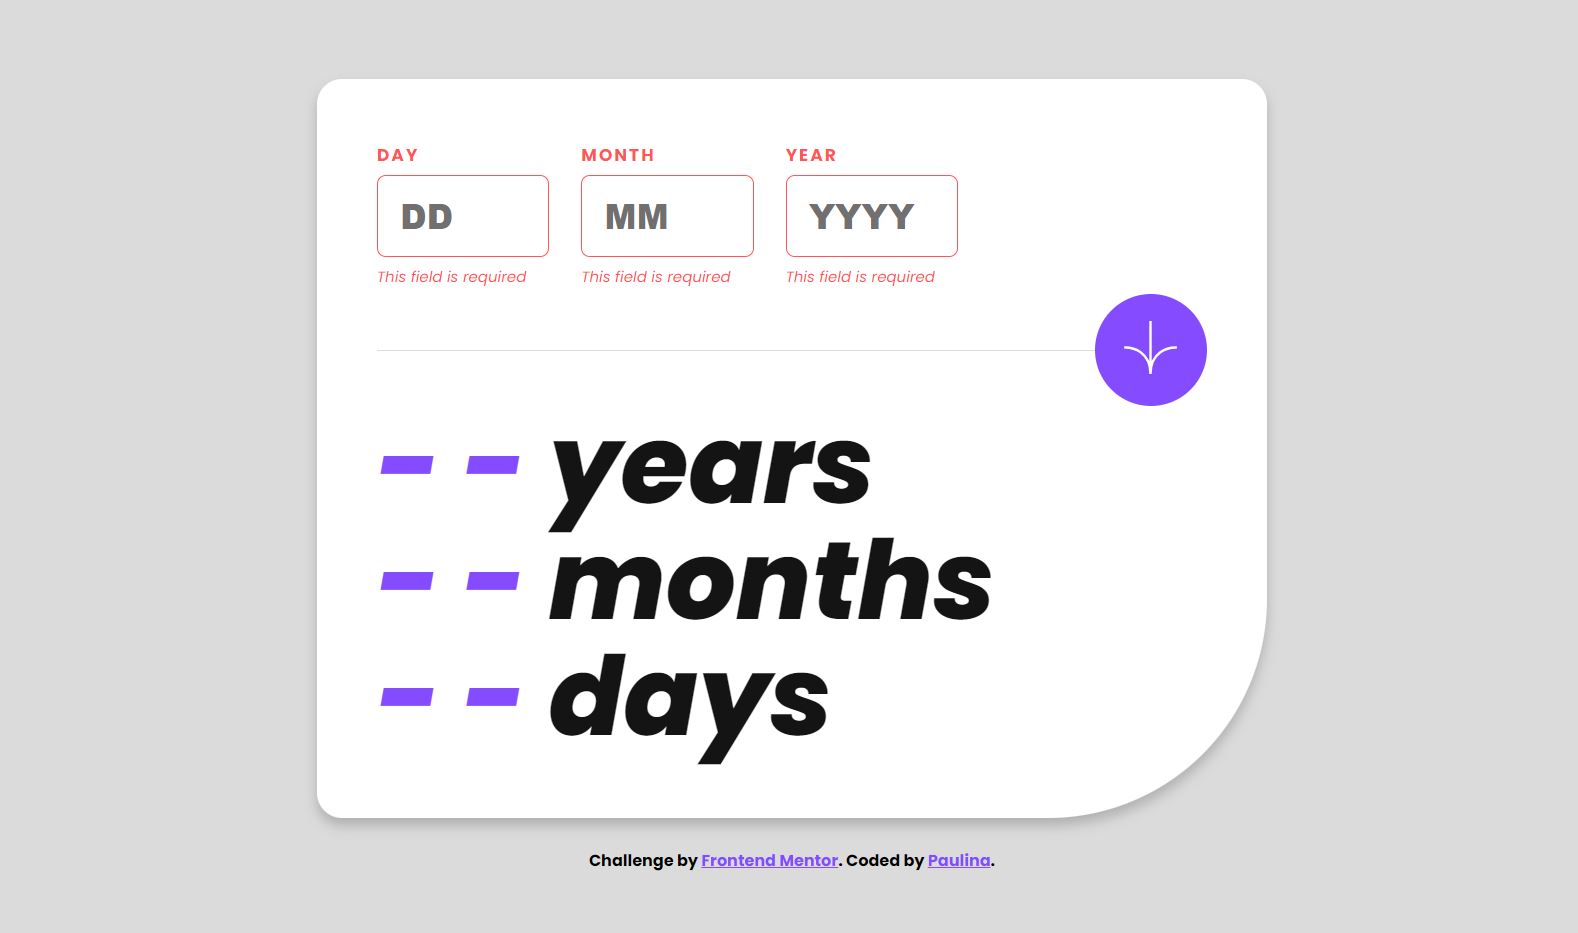 DAY MONTH YEAR
DD MM YYYY
This field is required This field is required This field is required
- - years
- - months
- - days
Challenge by Frontend Mentor. Coded by Paulina.